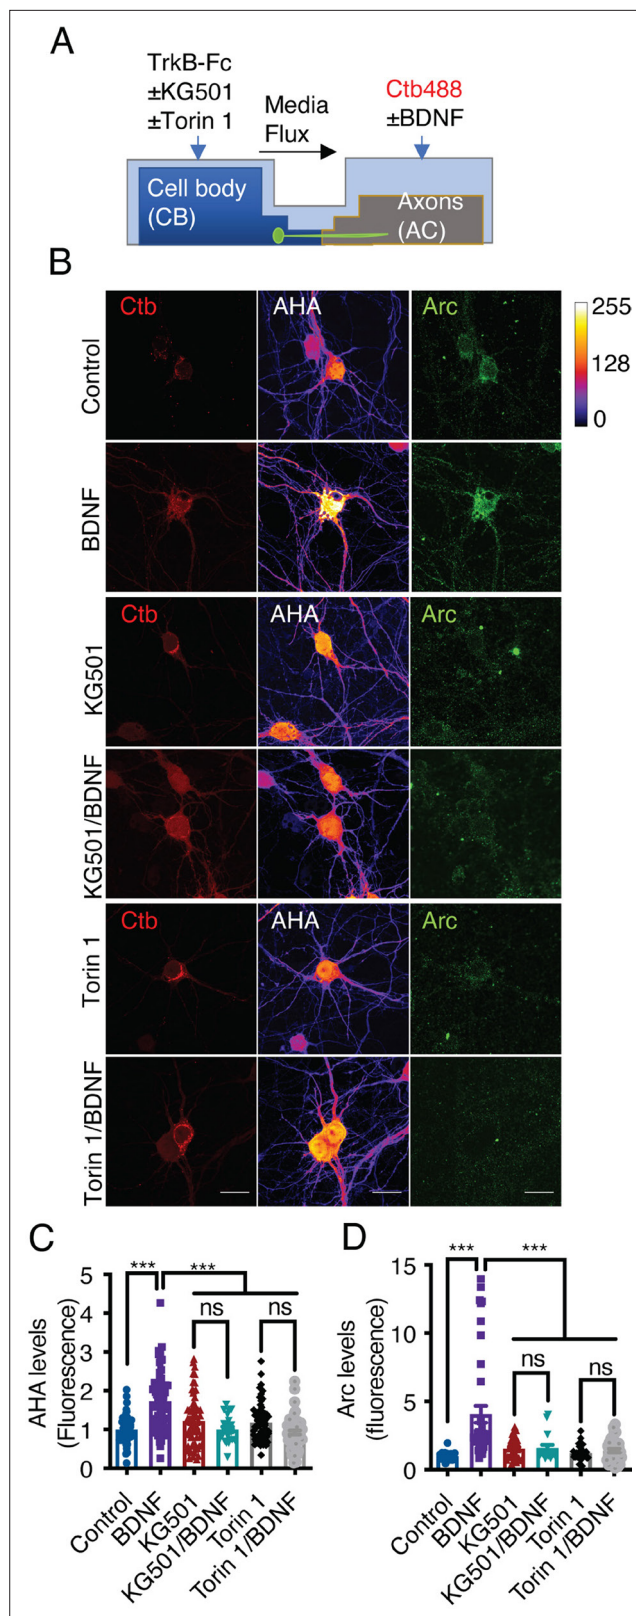 A
TrkB-Fc
±KG501
±Torin 1
Media
Flux
Ctb488
±BDNF
Cell body
(CB)
Axons
(AC)
B
Ctb
AHA
Arc
255
128
0
Control
BDNF
Ctb
AHA
Arc
KG501
KG501/BDNF
Ctb
AHA
Arc
Torin 1
Torin 1/BDNF
C
AHA levels
(Fluorescence)
5
4
3
2
1
0
***
***
ns
ns
Control
BDNF
KG501
KG501/BDNF
Torin 1
Torin 1/BDNF
D
Arc levels
(fluorescence)
15
10
5
0
***
***
ns
ns
Control
BDNF
KG501
KG501/BDNF
Torin 1
Torin 1/BDNF